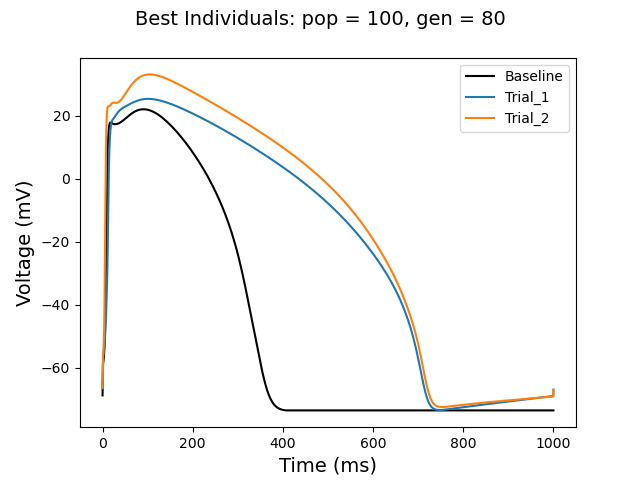 Best Individuals: pop = 100, gen = 80
Baseline
Trial_1
Trial_2
Voltage (mV)
20
0
−20
−40
−60
0 200 400 600 800 1000
Time (ms)